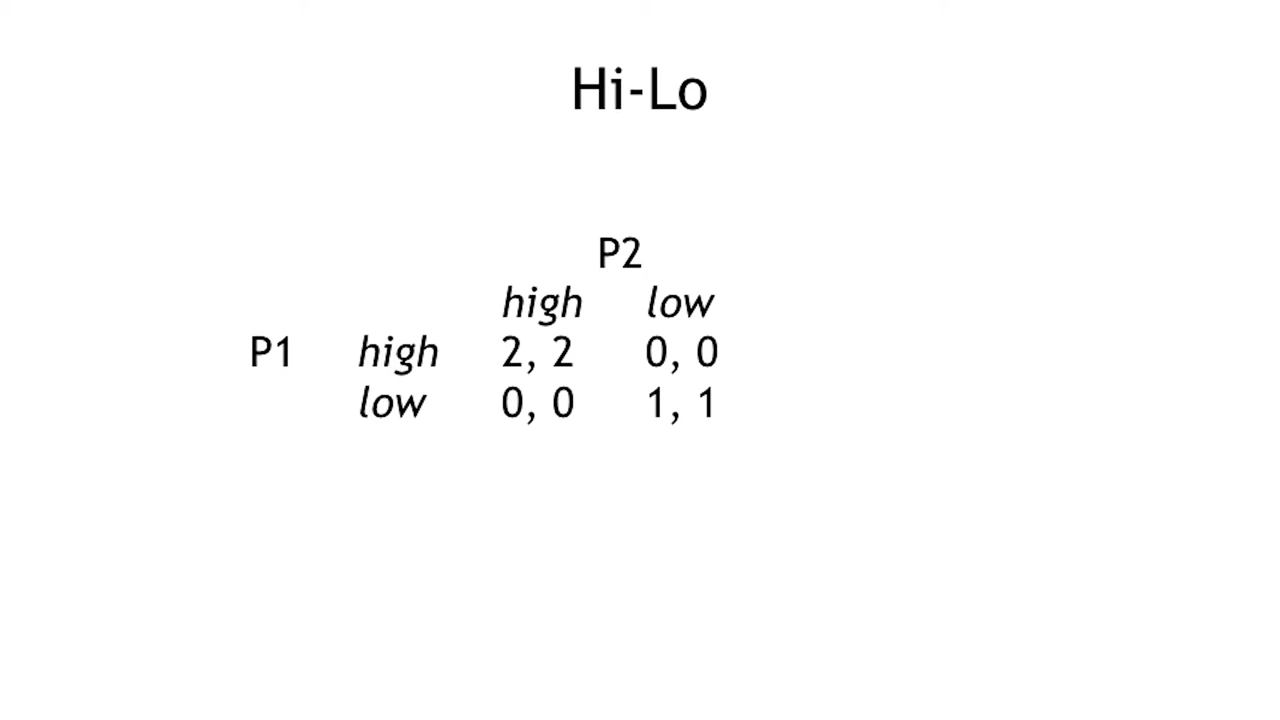 Hi-Lo
P2
high low
P1 high 2, 2 0, 0
low 0, 0 1, 1